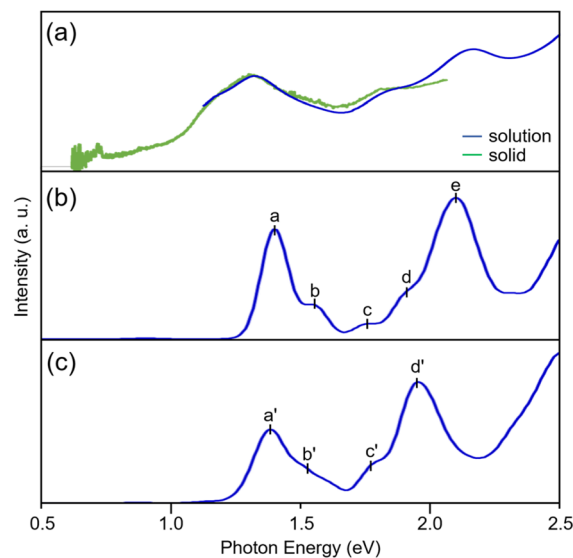 (a)
solution
solid
(b)
a
b
c
d
e
(c)
a'
b'
c'
d'
Intensity (a. u.)
0.5
1.0
1.5
2.0
2.5
Photon Energy (eV)